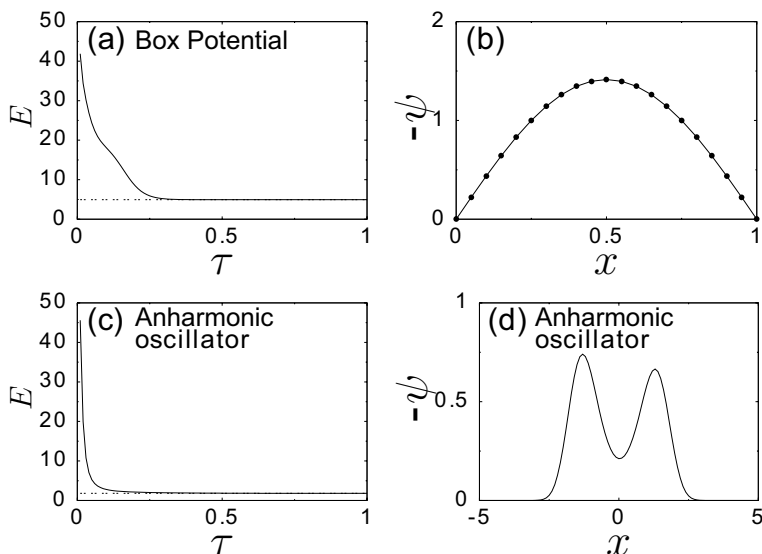 (a) Box Potential
50
40
30
20
10
0
E
0
0.5
1
τ
(b)
2
1
0
-ψ
0
0.5
1
x
(c) Anharmonic
oscillator
50
40
30
20
10
0
E
0
0.5
1
τ
(d) Anharmonic
oscillator
1
0.5
0
-ψ
-5
0
5
x